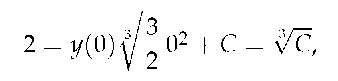 2 = y(0) ∛(3/2 0² + C) = ∛C,